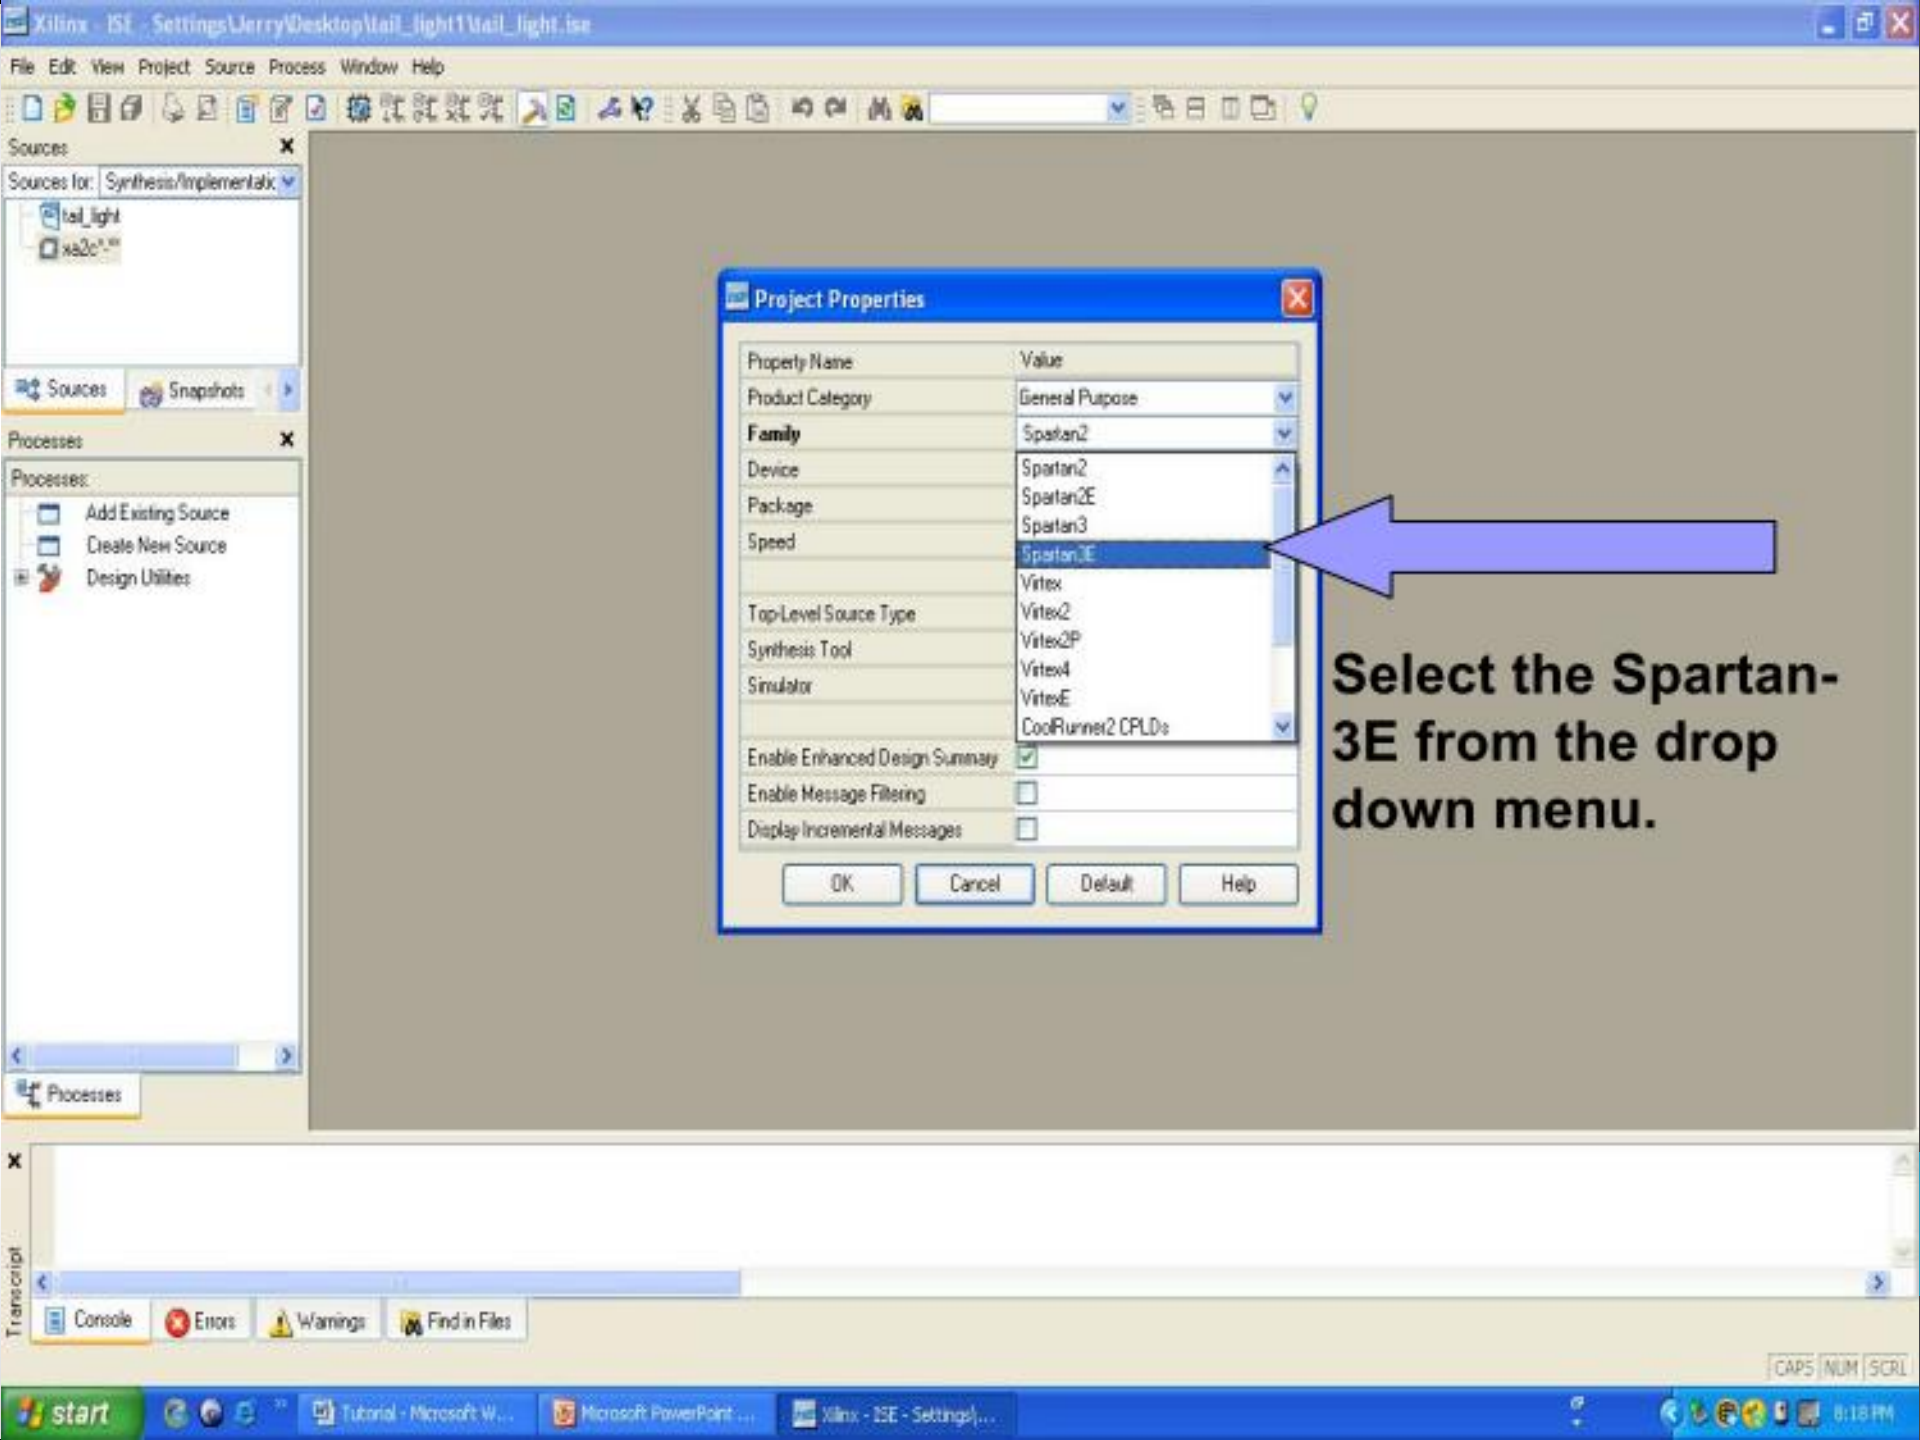 Xilinx - ISE - Settings\Jerry\Desktop\tail_light1\tail_light.ise
File Edit View Project Source Process Window Help
Sources
Sources for: Synthesis/Implementatic
tail_light
xa2c*-**
Sources Snapshots
Processes
Processes:
Add Existing Source
Create New Source
Design Utilities
Processes
Project Properties
Property Name Value
Product Category General Purpose
Family Spartan2
Device
Package
Speed
Top-Level Source Type
Synthesis Tool
Simulator
Spartan2
Spartan2E
Spartan3
Spartan3E
Virtex
Virtex2
Virtex2P
Virtex4
VirtexE
CoolRunner2 CPLDs
Enable Enhanced Design Summary
Enable Message Filtering
Display Incremental Messages
OK Cancel Default Help
Select the Spartan-
3E from the drop
down menu.
Transcript
Console Errors Warnings Find in Files
CAPS NUM SCRL
start Tutorial - Microsoft W... Microsoft PowerPoint ... Xilinx - ISE - Settings\... 8:18 PM